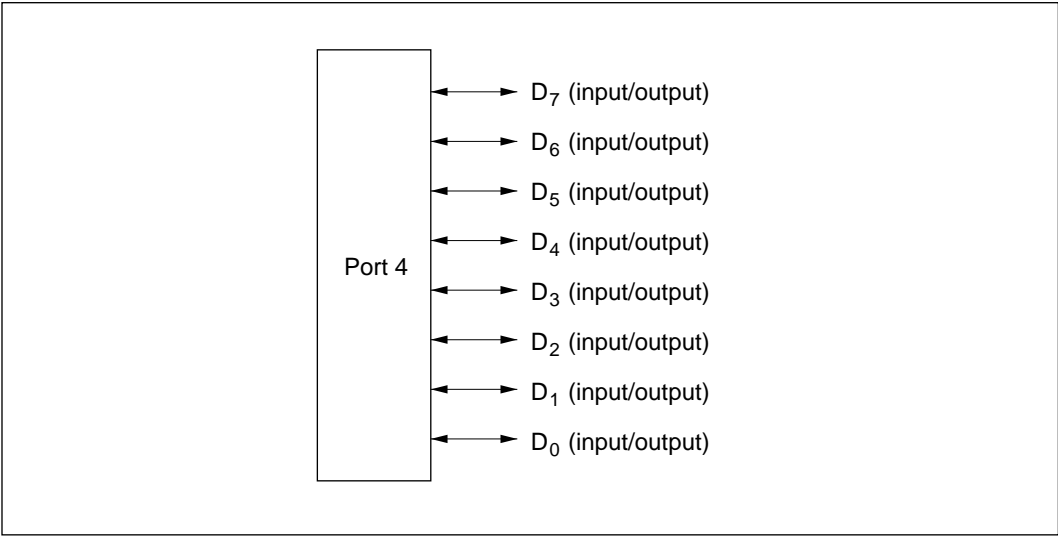 D7 (input/output)
D6 (input/output)
D5 (input/output)
D4 (input/output)
Port 4
D3 (input/output)
D2 (input/output)
D1 (input/output)
D0 (input/output)